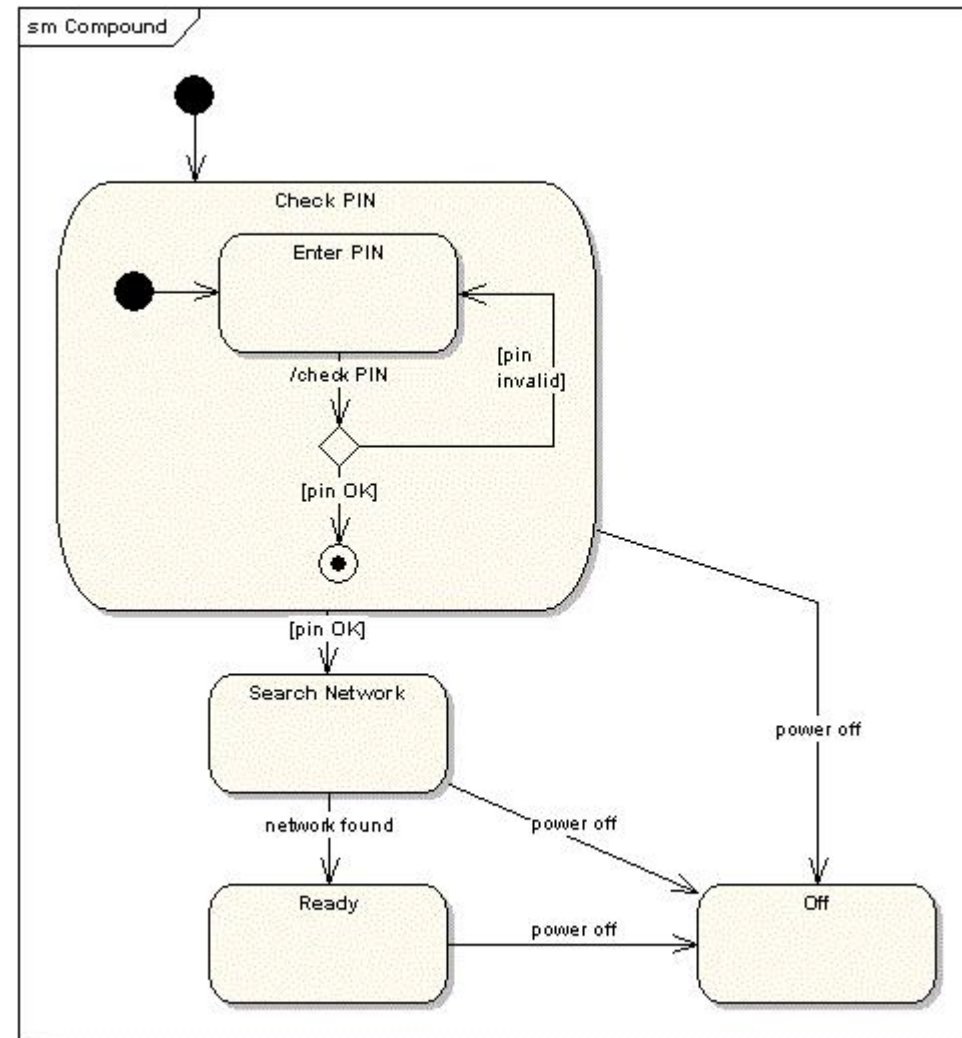 sm Compound
Check PIN
Enter PIN
[pin
invalid]
/check PIN
[pin OK]
[pin OK]
Search Network
power off
network found
power off
Ready
Off
power off